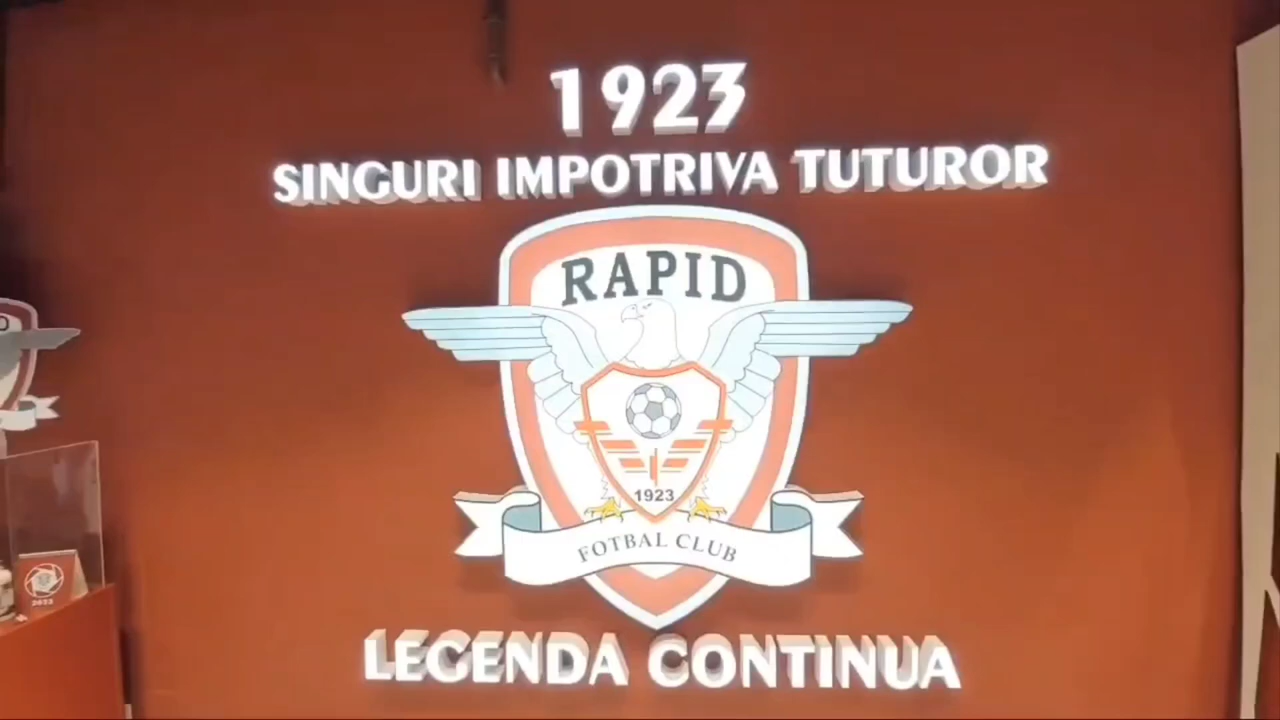 1923
SINGURI IMPOTRIVA TUTUROR
RAPID
1923
FOTBAL CLUB
LEGENDA CONTINUA